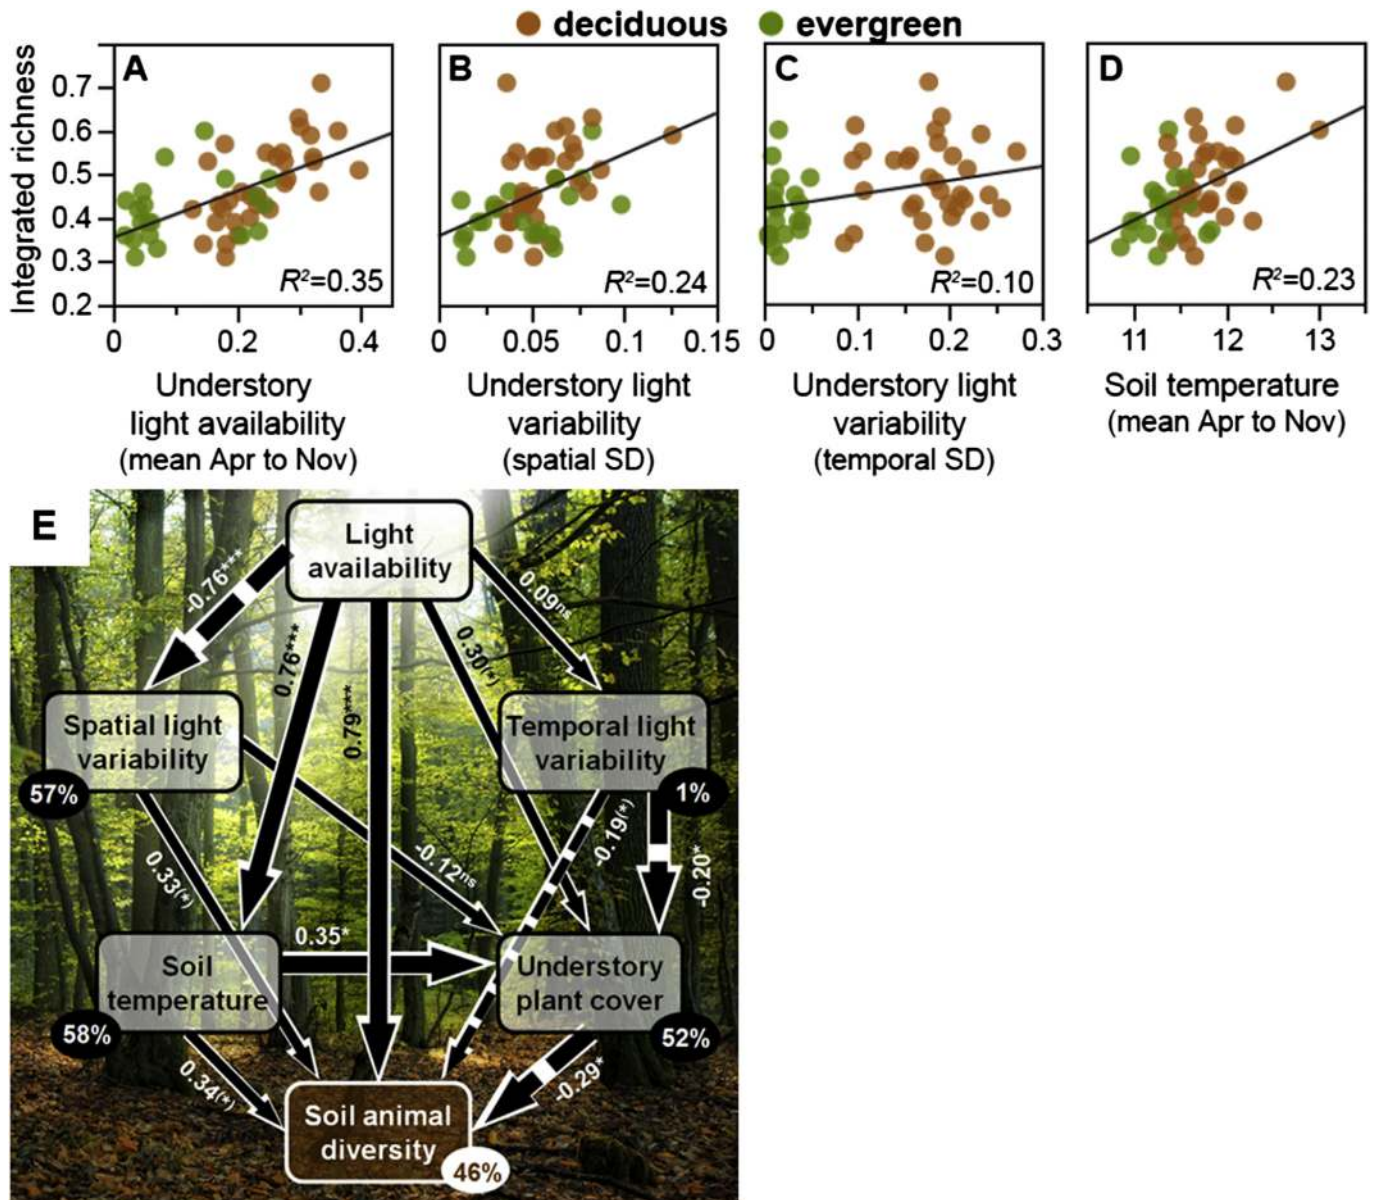 deciduous evergreen
A B C D
Integrated richness
0.7
0.6
0.5
0.4
0.3
0.2
R²=0.35 R²=0.24 R²=0.10 R²=0.23
0 0.2 0.4 0 0.05 0.1 0.15 0 0.1 0.2 0.3 11 12 13
Understory
light availability
(mean Apr to Nov)
Understory light
variability
(spatial SD)
Understory light
variability
(temporal SD)
Soil temperature
(mean Apr to Nov)
E
Light
availability
-0.76***
0.76***
0.79***
0.30(*)
0.09ns
Spatial light
variability
57%
Temporal light
variability
1%
0.33(*)
-0.12ns
-0.19(*)
-0.20*
Soil
temperature
58%
0.35*
Understory
plant cover
52%
0.34(*)
-0.29*
Soil animal
diversity
46%